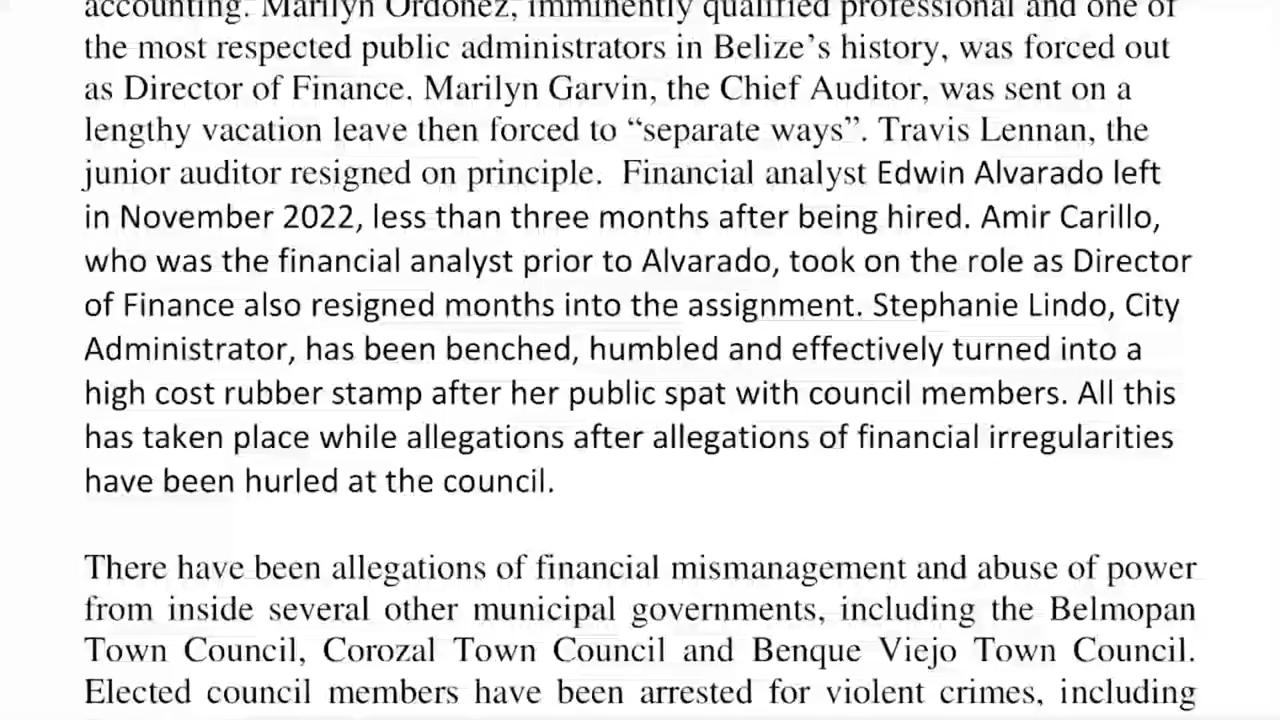 accounting. Marilyn Ordonez, imminently qualified professional and one of
the most respected public administrators in Belize's history, was forced out
as Director of Finance. Marilyn Garvin, the Chief Auditor, was sent on a
lengthy vacation leave then forced to “separate ways”. Travis Lennan, the
junior auditor resigned on principle.  Financial analyst Edwin Alvarado left
in November 2022, less than three months after being hired. Amir Carillo,
who was the financial analyst prior to Alvarado, took on the role as Director
of Finance also resigned months into the assignment. Stephanie Lindo, City
Administrator, has been benched, humbled and effectively turned into a
high cost rubber stamp after her public spat with council members. All this
has taken place while allegations after allegations of financial irregularities
have been hurled at the council.
There have been allegations of financial mismanagement and abuse of power
from inside several other municipal governments, including the Belmopan
Town Council, Corozal Town Council and Benque Viejo Town Council.
Elected council members have been arrested for violent crimes, including